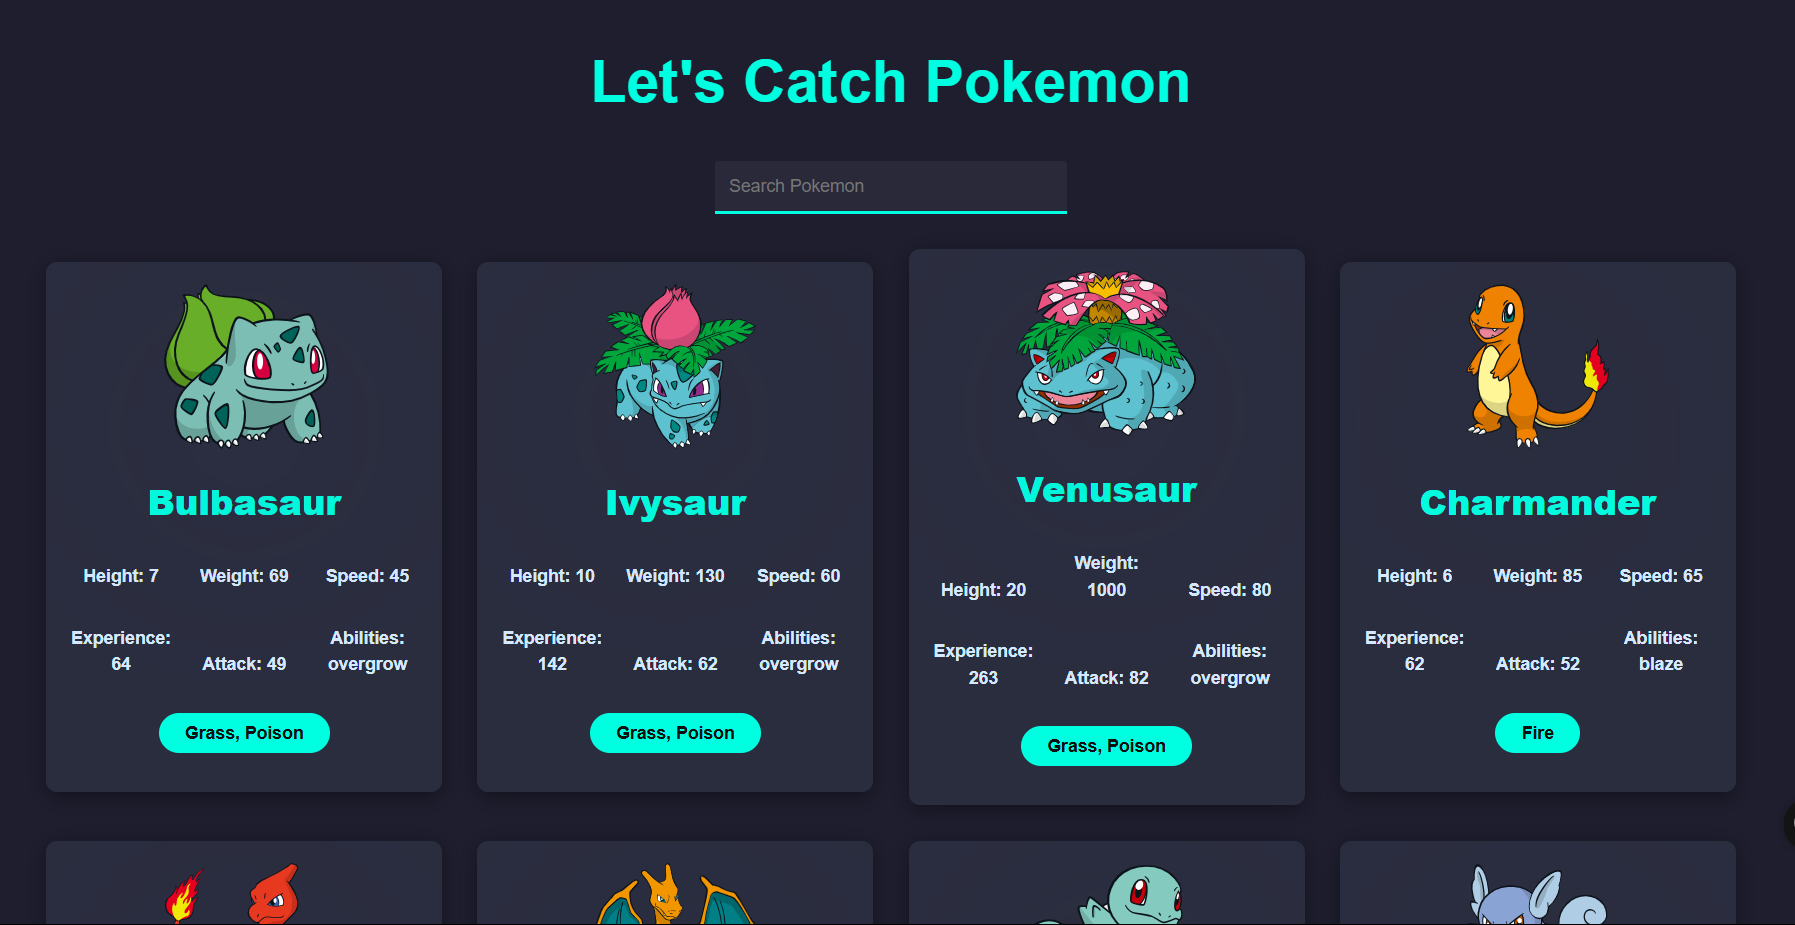 Let's Catch Pokemon
Search Pokemon
Bulbasaur
Height: 7 Weight: 69 Speed: 45
Experience:
64
Attack: 49
Abilities:
overgrow
Grass, Poison
Ivysaur
Height: 10 Weight: 130 Speed: 60
Experience:
142
Attack: 62
Abilities:
overgrow
Grass, Poison
Venusaur
Height: 20
Weight:
1000
Speed: 80
Experience:
263
Attack: 82
Abilities:
overgrow
Grass, Poison
Charmander
Height: 6 Weight: 85 Speed: 65
Experience:
62
Attack: 52
Abilities:
blaze
Fire